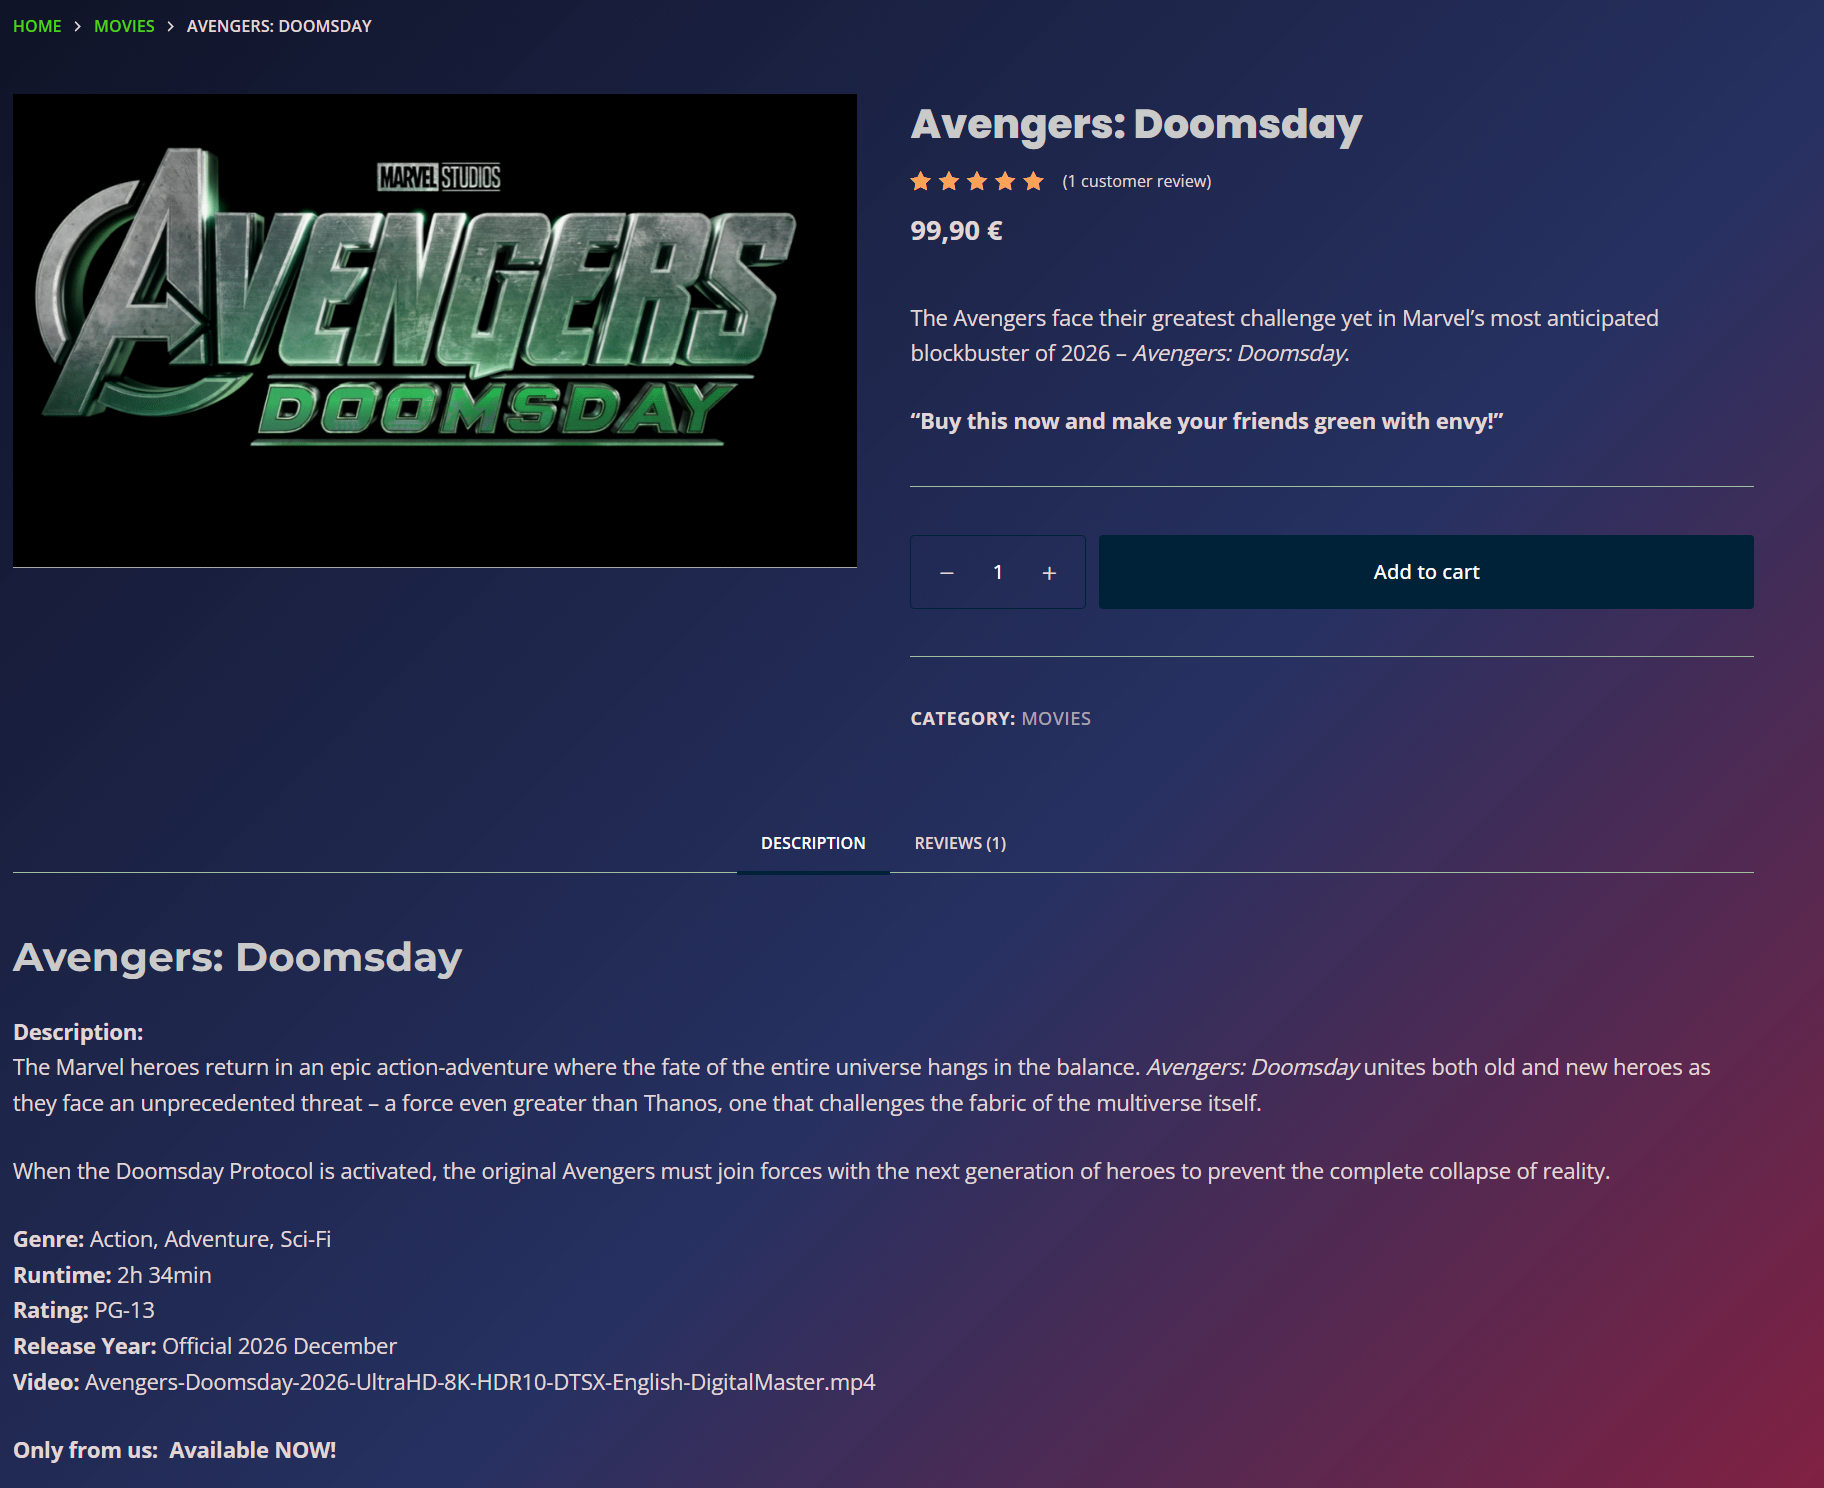 HOME > MOVIES > AVENGERS: DOOMSDAY
MARVEL STUDIOS
AVENGERS
DOOMSDAY
Avengers: Doomsday
(1 customer review)
99,90 €
The Avengers face their greatest challenge yet in Marvel’s most anticipated
blockbuster of 2026 – Avengers: Doomsday.
“Buy this now and make your friends green with envy!”
− 1 +
Add to cart
CATEGORY: MOVIES
DESCRIPTION
REVIEWS (1)
Avengers: Doomsday
Description:
The Marvel heroes return in an epic action-adventure where the fate of the entire universe hangs in the balance. Avengers: Doomsday unites both old and new heroes as
they face an unprecedented threat – a force even greater than Thanos, one that challenges the fabric of the multiverse itself.
When the Doomsday Protocol is activated, the original Avengers must join forces with the next generation of heroes to prevent the complete collapse of reality.
Genre: Action, Adventure, Sci-Fi
Runtime: 2h 34min
Rating: PG-13
Release Year: Official 2026 December
Video: Avengers-Doomsday-2026-UltraHD-8K-HDR10-DTSX-English-DigitalMaster.mp4
Only from us:  Available NOW!